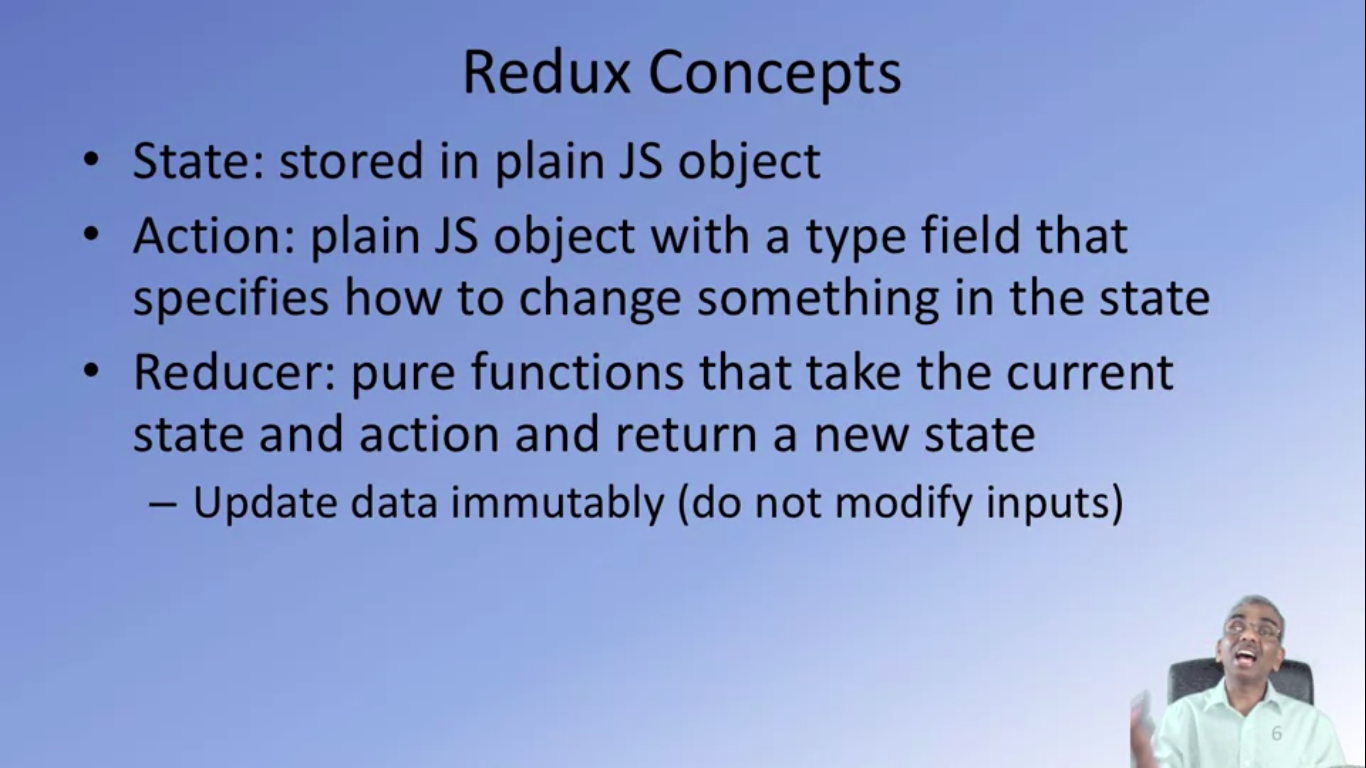 Redux Concepts
• State: stored in plain JS object
• Action: plain JS object with a type field that
specifies how to change something in the state
• Reducer: pure functions that take the current
state and action and return a new state
– Update data immutably (do not modify inputs)
6